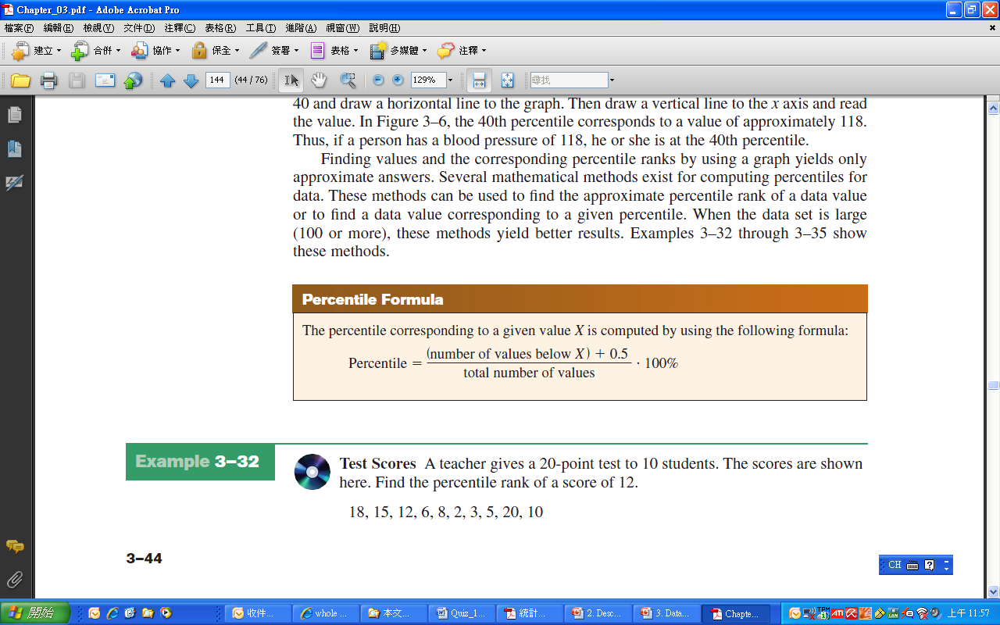 Chapter_03.pdf - Adobe Acrobat Pro
檔案(F) 編輯(E) 檢視(V) 文件(D) 注釋(C) 表格(R) 工具(T) 進階(A) 視窗(W) 說明(H)
建立 合併 協作 保全 簽署 表格 多媒體 注釋
144 (44 / 76) 129% 尋找
40 and draw a horizontal line to the graph. Then draw a vertical line to the x axis and read
the value. In Figure 3–6, the 40th percentile corresponds to a value of approximately 118.
Thus, if a person has a blood pressure of 118, he or she is at the 40th percentile.
Finding values and the corresponding percentile ranks by using a graph yields only
approximate answers. Several mathematical methods exist for computing percentiles for
data. These methods can be used to find the approximate percentile rank of a data value
or to find a data value corresponding to a given percentile. When the data set is large
(100 or more), these methods yield better results. Examples 3–32 through 3–35 show
these methods.
Percentile Formula
The percentile corresponding to a given value X is computed by using the following formula:
Percentile = (number of values below X) + 0.5 / total number of values · 100%
Example 3–32
Test Scores A teacher gives a 20-point test to 10 students. The scores are shown
here. Find the percentile rank of a score of 12.
18, 15, 12, 6, 8, 2, 3, 5, 20, 10
3–44
CH
開始 收件... whole ... 本文... Quiz_1... 統計... 2. Desc... 3. Data... Chapte... 上午 11:57